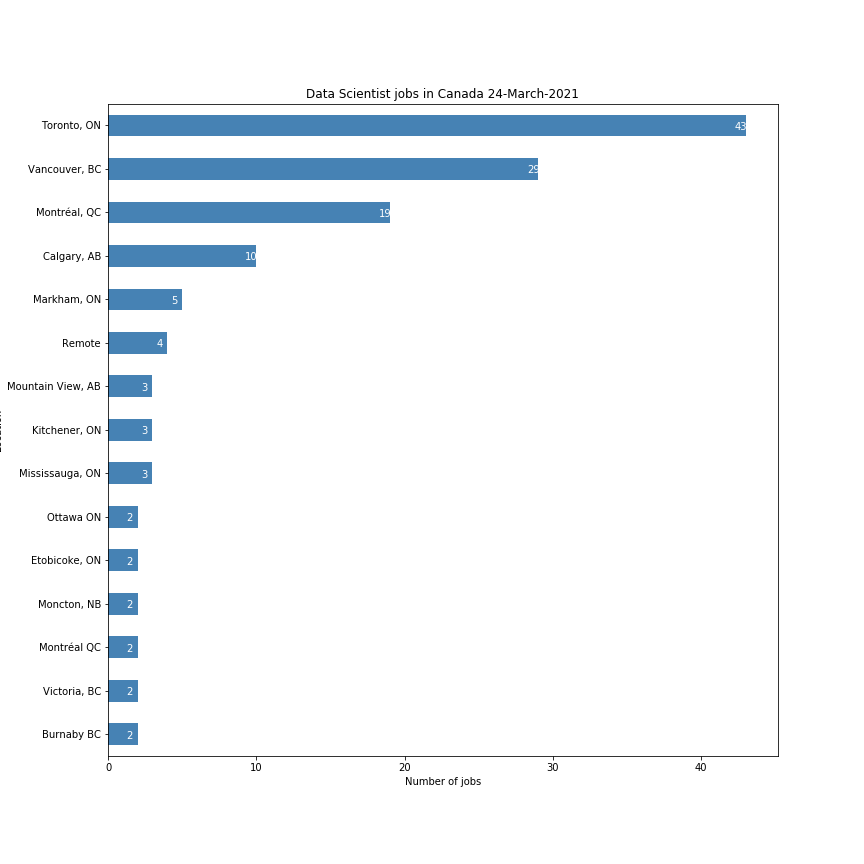 Data Scientist jobs in Canada 24-March-2021
Toronto, ON 43
Vancouver, BC 29
Montréal, QC 19
Calgary, AB 10
Markham, ON 5
Remote 4
Mountain View, AB 3
Kitchener, ON 3
Mississauga, ON 3
Ottawa ON 2
Etobicoke, ON 2
Moncton, NB 2
Montréal QC 2
Victoria, BC 2
Burnaby BC 2
0 10 20 30 40
Number of jobs